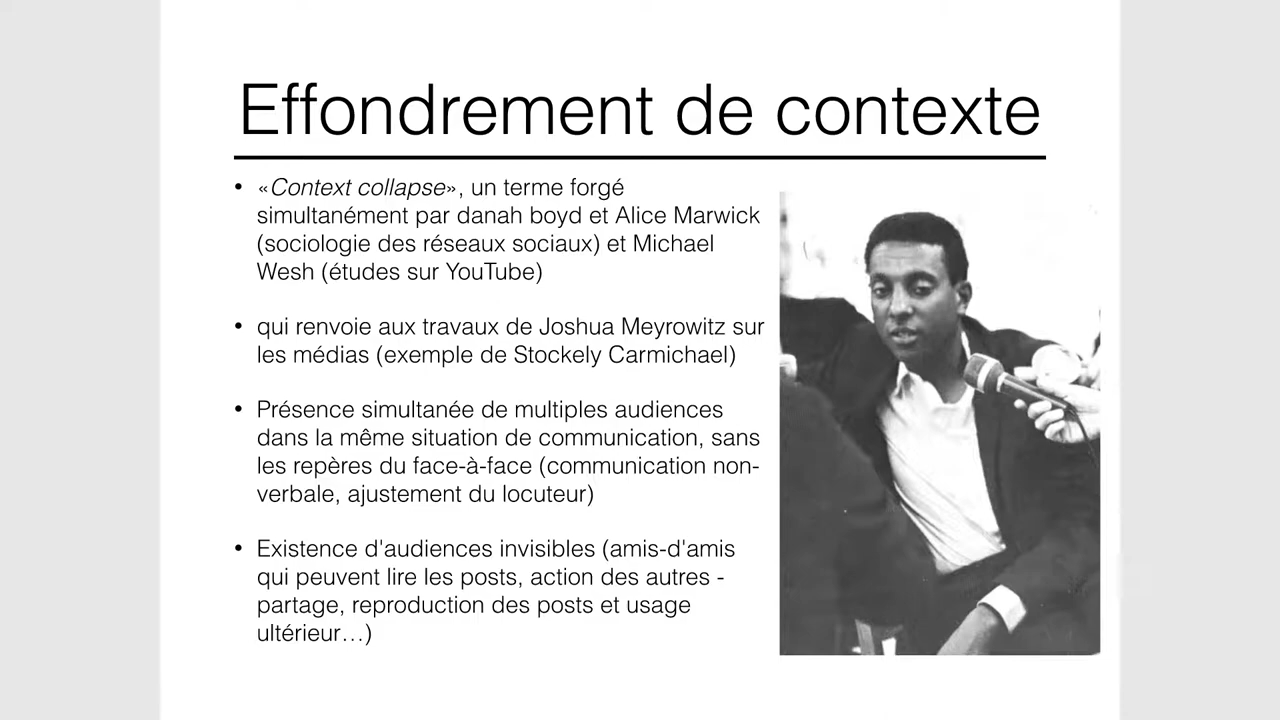 Effondrement de contexte
• «Context collapse», un terme forgé
simultanément par danah boyd et Alice Marwick
(sociologie des réseaux sociaux) et Michael
Wesh (études sur YouTube)
• qui renvoie aux travaux de Joshua Meyrowitz sur
les médias (exemple de Stockely Carmichael)
• Présence simultanée de multiples audiences
dans la même situation de communication, sans
les repères du face-à-face (communication non-
verbale, ajustement du locuteur)
• Existence d'audiences invisibles (amis-d'amis
qui peuvent lire les posts, action des autres -
partage, reproduction des posts et usage
ultérieur…)